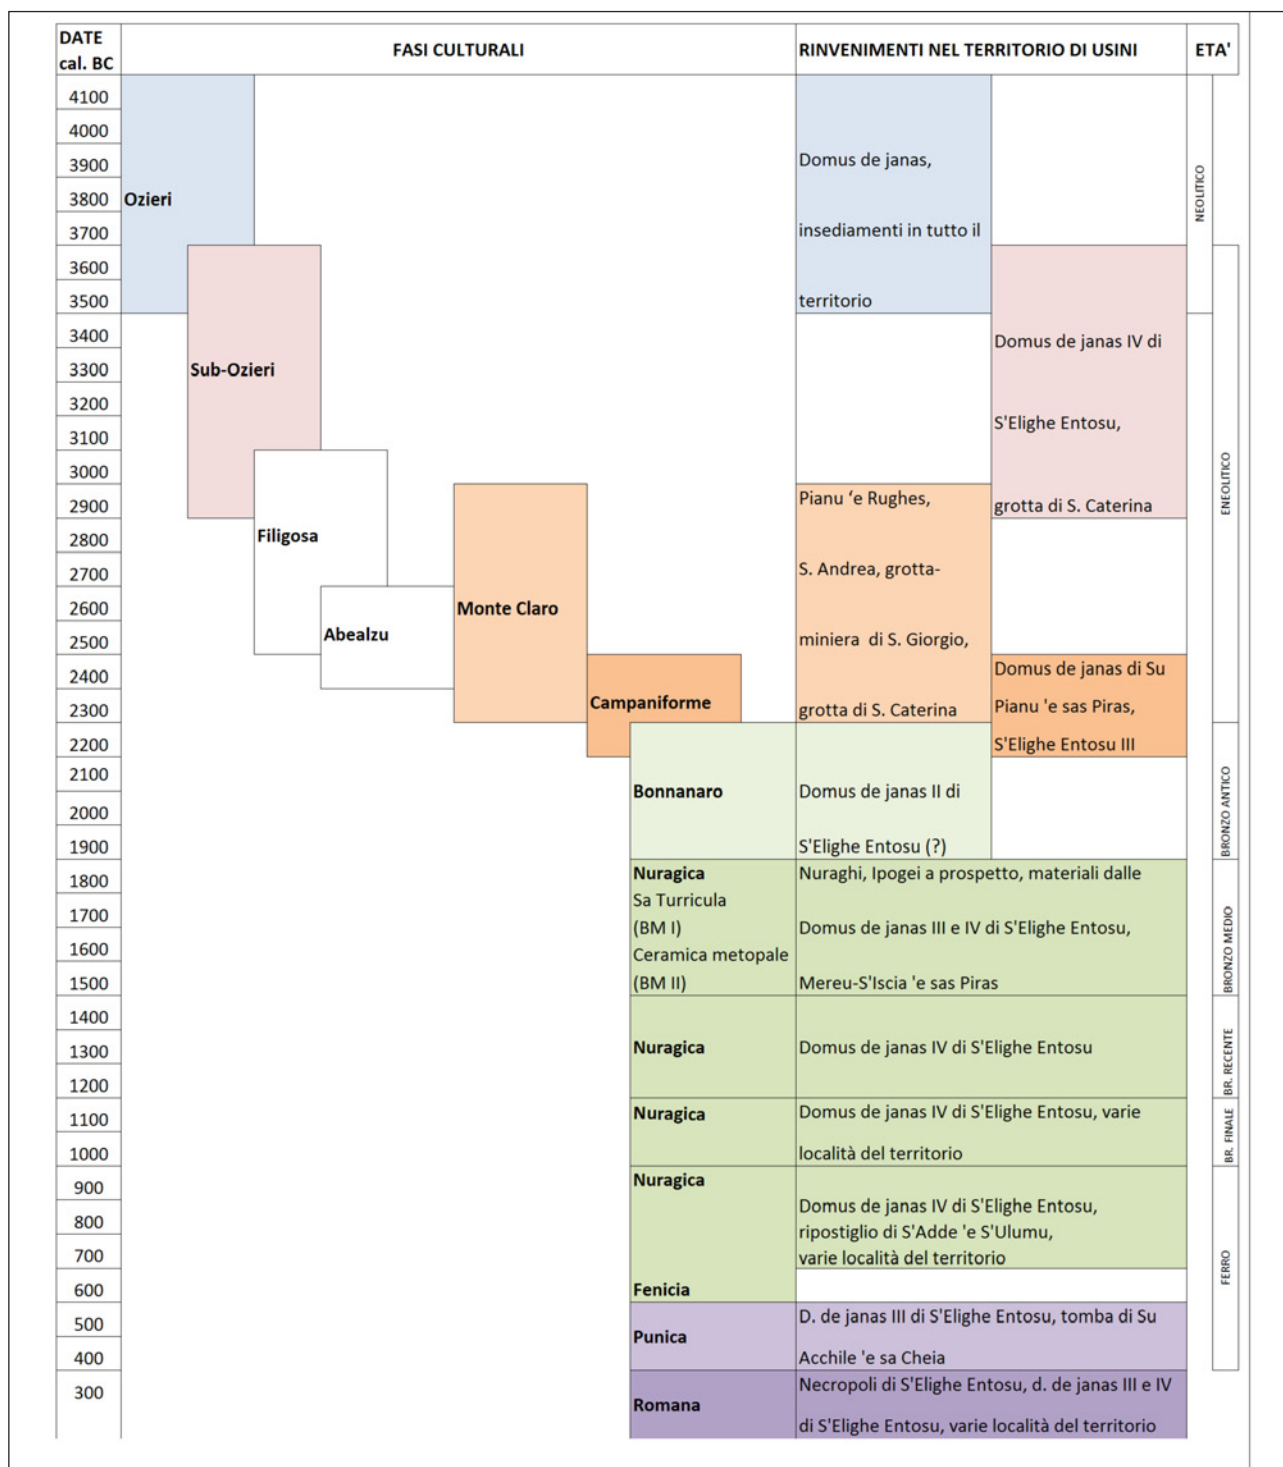 DATE
cal. BC
FASI CULTURALI
RINVENIMENTI NEL TERRITORIO DI USINI
ETA'
4100
4000
3900
3800
3700
3600
3500
3400
3300
3200
3100
3000
2900
2800
2700
2600
2500
2400
2300
2200
2100
2000
1900
1800
1700
1600
1500
1400
1300
1200
1100
1000
900
800
700
600
500
400
300
Ozieri
Sub-Ozieri
Filigosa
Abealzu
Monte Claro
Campaniforme
Bonnanaro
Nuragica
Sa Turricula
(BM I)
Ceramica metopale
(BM II)
Nuragica
Nuragica
Nuragica
Fenicia
Punica
Romana
Domus de janas,
insediamenti in tutto il
territorio
Domus de janas IV di
S'Elighe Entosu,
grotta di S. Caterina
Pianu ‘e Rughes,
S. Andrea, grotta-
miniera di S. Giorgio,
grotta di S. Caterina
Domus de janas di Su
Pianu 'e sas Piras,
S'Elighe Entosu III
Domus de janas II di
S'Elighe Entosu (?)
Nuraghi, Ipogei a prospetto, materiali dalle
Domus de janas III e IV di S'Elighe Entosu,
Mereu-S'Iscia 'e sas Piras
Domus de janas IV di S'Elighe Entosu
Domus de janas IV di S'Elighe Entosu, varie
località del territorio
Domus de janas IV di S'Elighe Entosu,
ripostiglio di S'Adde 'e S'Ulumu,
varie località del territorio
D. de janas III di S'Elighe Entosu, tomba di Su
Acchile 'e sa Cheia
Necropoli di S'Elighe Entosu, d. de janas III e IV
di S'Elighe Entosu, varie località del territorio
NEOLITICO
ENEOLITICO
BRONZO ANTICO
BRONZO MEDIO
BR. RECENTE
BR. FINALE
FERRO